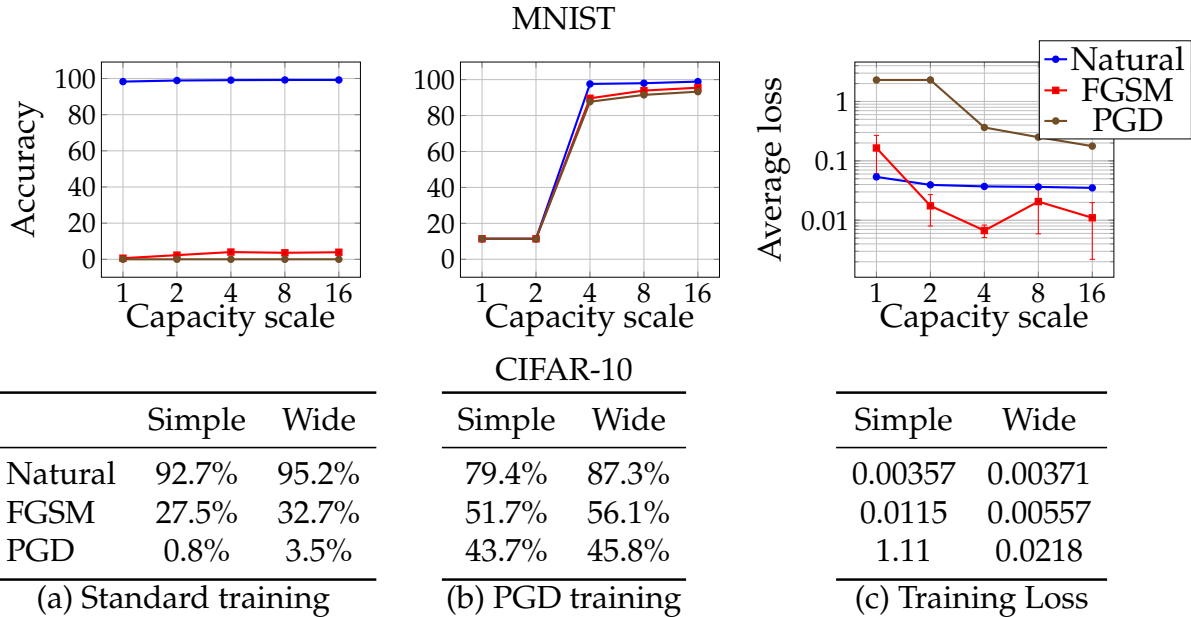 MNIST
Accuracy
100
80
60
40
20
0
1 2 4 8 16
Capacity scale
100
80
60
40
20
0
1 2 4 8 16
Capacity scale
Average loss
1
0.1
0.01
1 2 4 8 16
Capacity scale
Natural
FGSM
PGD
CIFAR-10
Simple Wide
Natural 92.7% 95.2%
FGSM 27.5% 32.7%
PGD 0.8% 3.5%
(a) Standard training
Simple Wide
79.4% 87.3%
51.7% 56.1%
43.7% 45.8%
(b) PGD training
Simple Wide
0.00357 0.00371
0.0115 0.00557
1.11 0.0218
(c) Training Loss